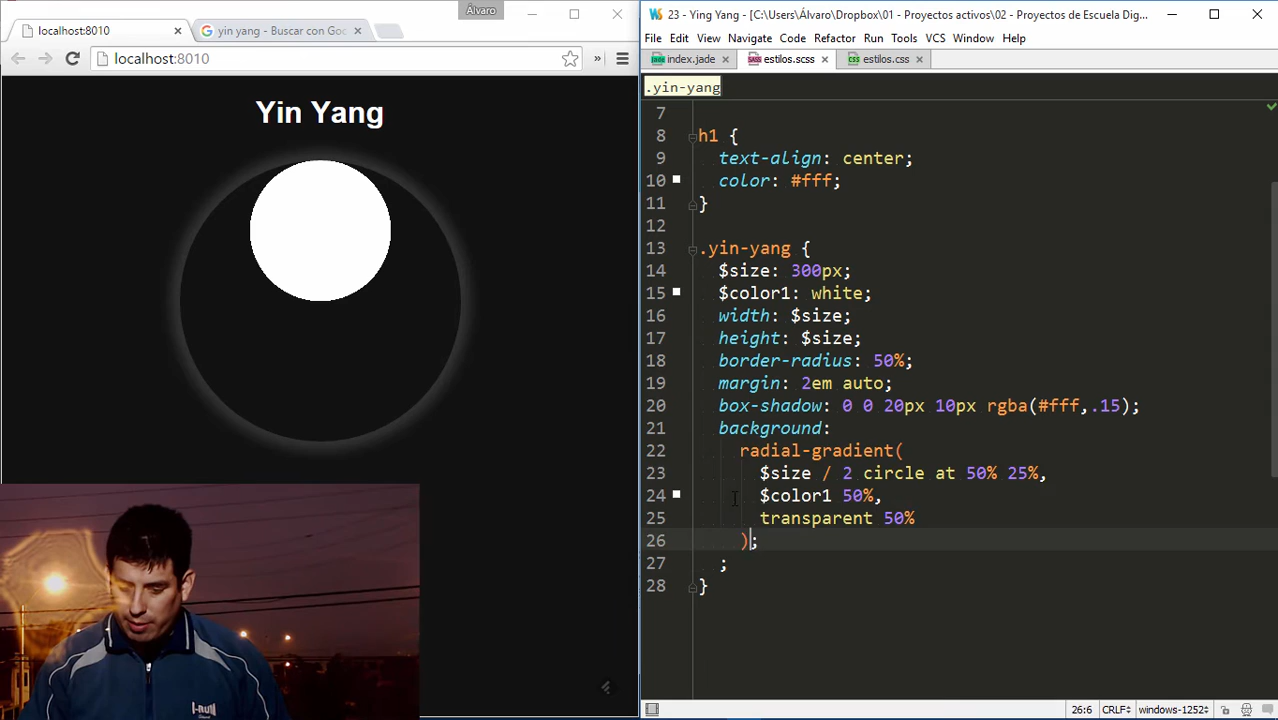 Álvaro
localhost:8010
yin yang - Buscar con Goo
localhost:8010
»
Yin Yang
I-RUN
23 - Ying Yang - [C:\Users\Álvaro\Dropbox\01 - Proyectos activos\02 - Proyectos de Escuela Dig...
File Edit View Navigate Code Refactor Run Tools VCS Window Help
index.jade estilos.scss estilos.css
.yin-yang
7
8 h1 {
9 text-align: center;
10 color: #fff;
11 }
12
13 .yin-yang {
14 $size: 300px;
15 $color1: white;
16 width: $size;
17 height: $size;
18 border-radius: 50%;
19 margin: 2em auto;
20 box-shadow: 0 0 20px 10px rgba(#fff,.15);
21 background:
22 radial-gradient(
23 $size / 2 circle at 50% 25%,
24 $color1 50%,
25 transparent 50%
26 );
27 ;
28 }
26:6 CRLF÷ windows-1252÷